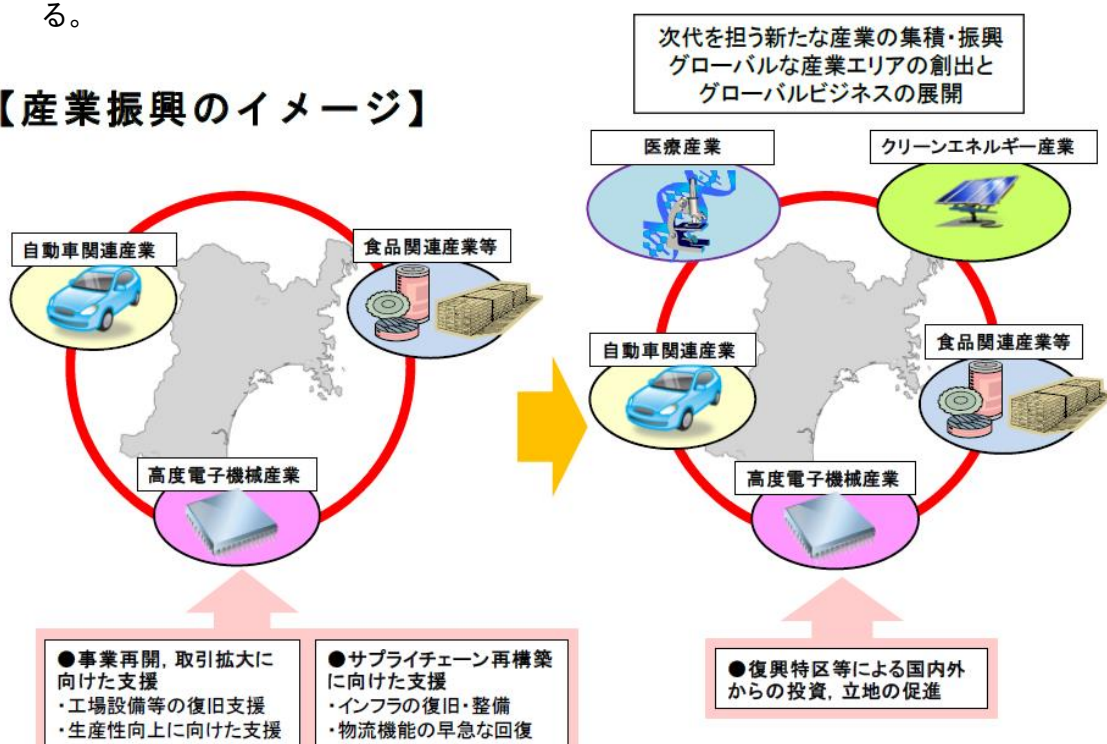 る。
【産業振興のイメージ】
次代を担う新たな産業の集積・振興
グローバルな産業エリアの創出と
グローバルビジネスの展開
自動車関連産業
食品関連産業等
高度電子機械産業
医療産業
クリーンエネルギー産業
自動車関連産業
食品関連産業等
高度電子機械産業
●事業再開，取引拡大に
向けた支援
・工場設備等の復旧支援
・生産性向上に向けた支援
●サプライチェーン再構築
に向けた支援
・インフラの復旧・整備
・物流機能の早急な回復
●復興特区等による国内外
からの投資，立地の促進